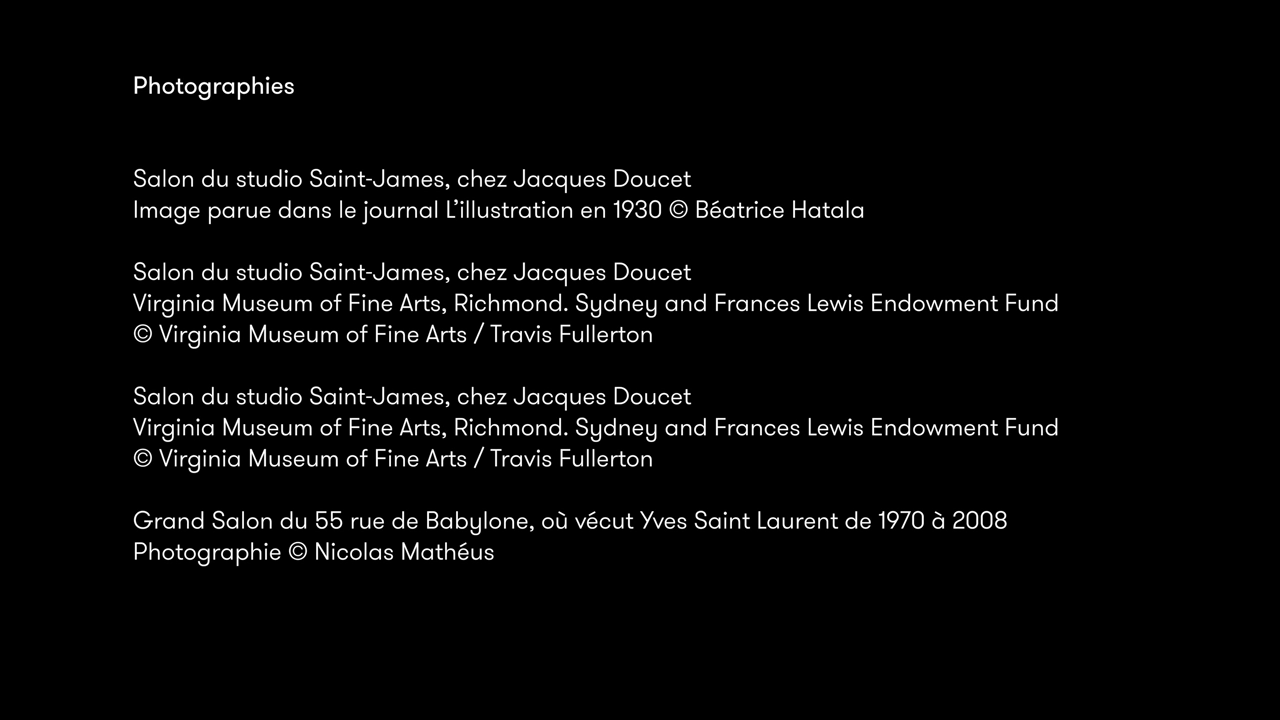 Photographies
Salon du studio Saint-James, chez Jacques Doucet
Image parue dans le journal L’illustration en 1930 © Béatrice Hatala
Salon du studio Saint-James, chez Jacques Doucet
Virginia Museum of Fine Arts, Richmond. Sydney and Frances Lewis Endowment Fund
© Virginia Museum of Fine Arts / Travis Fullerton
Salon du studio Saint-James, chez Jacques Doucet
Virginia Museum of Fine Arts, Richmond. Sydney and Frances Lewis Endowment Fund
© Virginia Museum of Fine Arts / Travis Fullerton
Grand Salon du 55 rue de Babylone, où vécut Yves Saint Laurent de 1970 à 2008
Photographie © Nicolas Mathéus